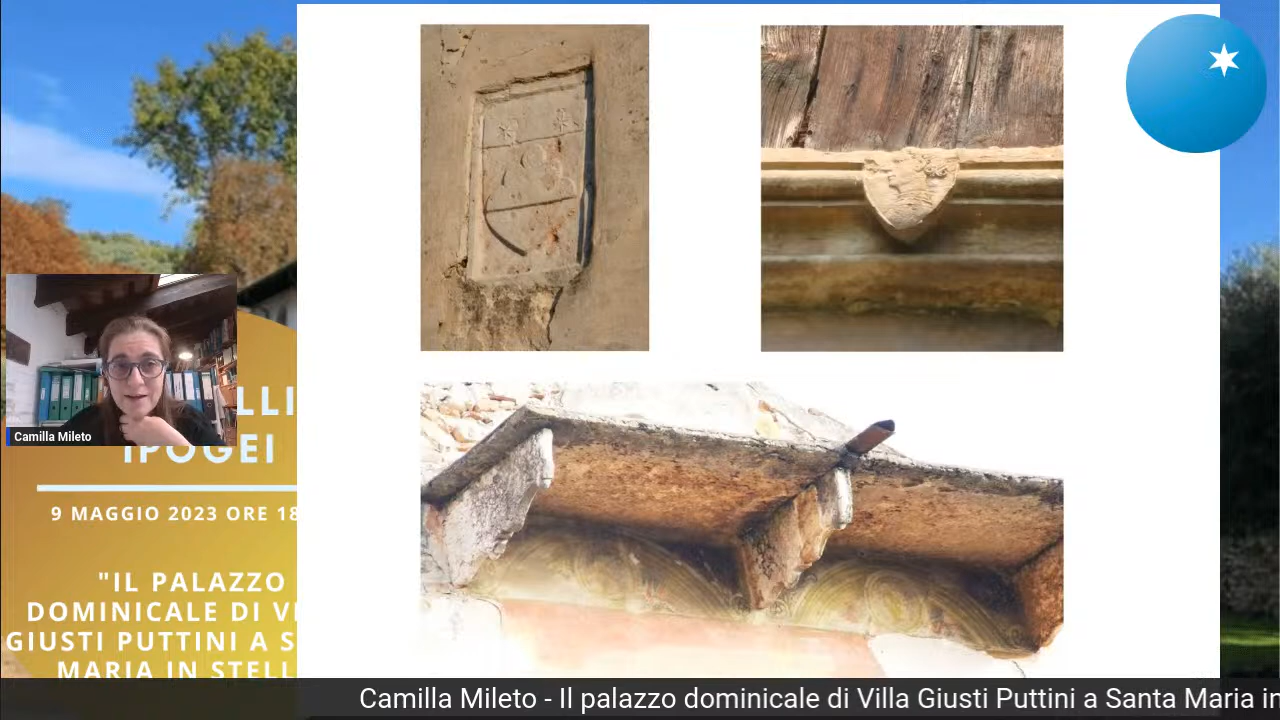 Camilla Mileto
LLI
IPOGEI
9 MAGGIO 2023 ORE 18
"IL PALAZZO
DOMINICALE DI VI
GIUSTI PUTTINI A S
MARIA IN STELL
Camilla Mileto - Il palazzo dominicale di Villa Giusti Puttini a Santa Maria in